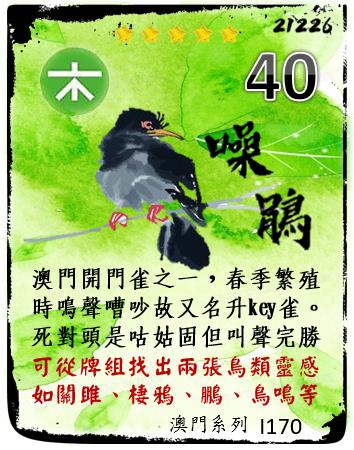 21226
木
40
噪
鵑
澳門開門雀之一，春季繁殖
時鳴聲嘈吵故又名升key雀。
死對頭是咕姑固但叫聲完勝
可從牌組找出兩張鳥類靈感
如關雎、棲鴉、鵬、鳥鳴等
澳門系列 I170